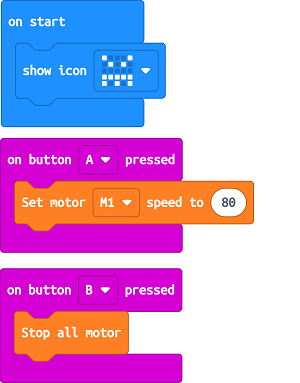 on start
show icon
on button A pressed
Set motor M1 speed to 80
on button B pressed
Stop all motor